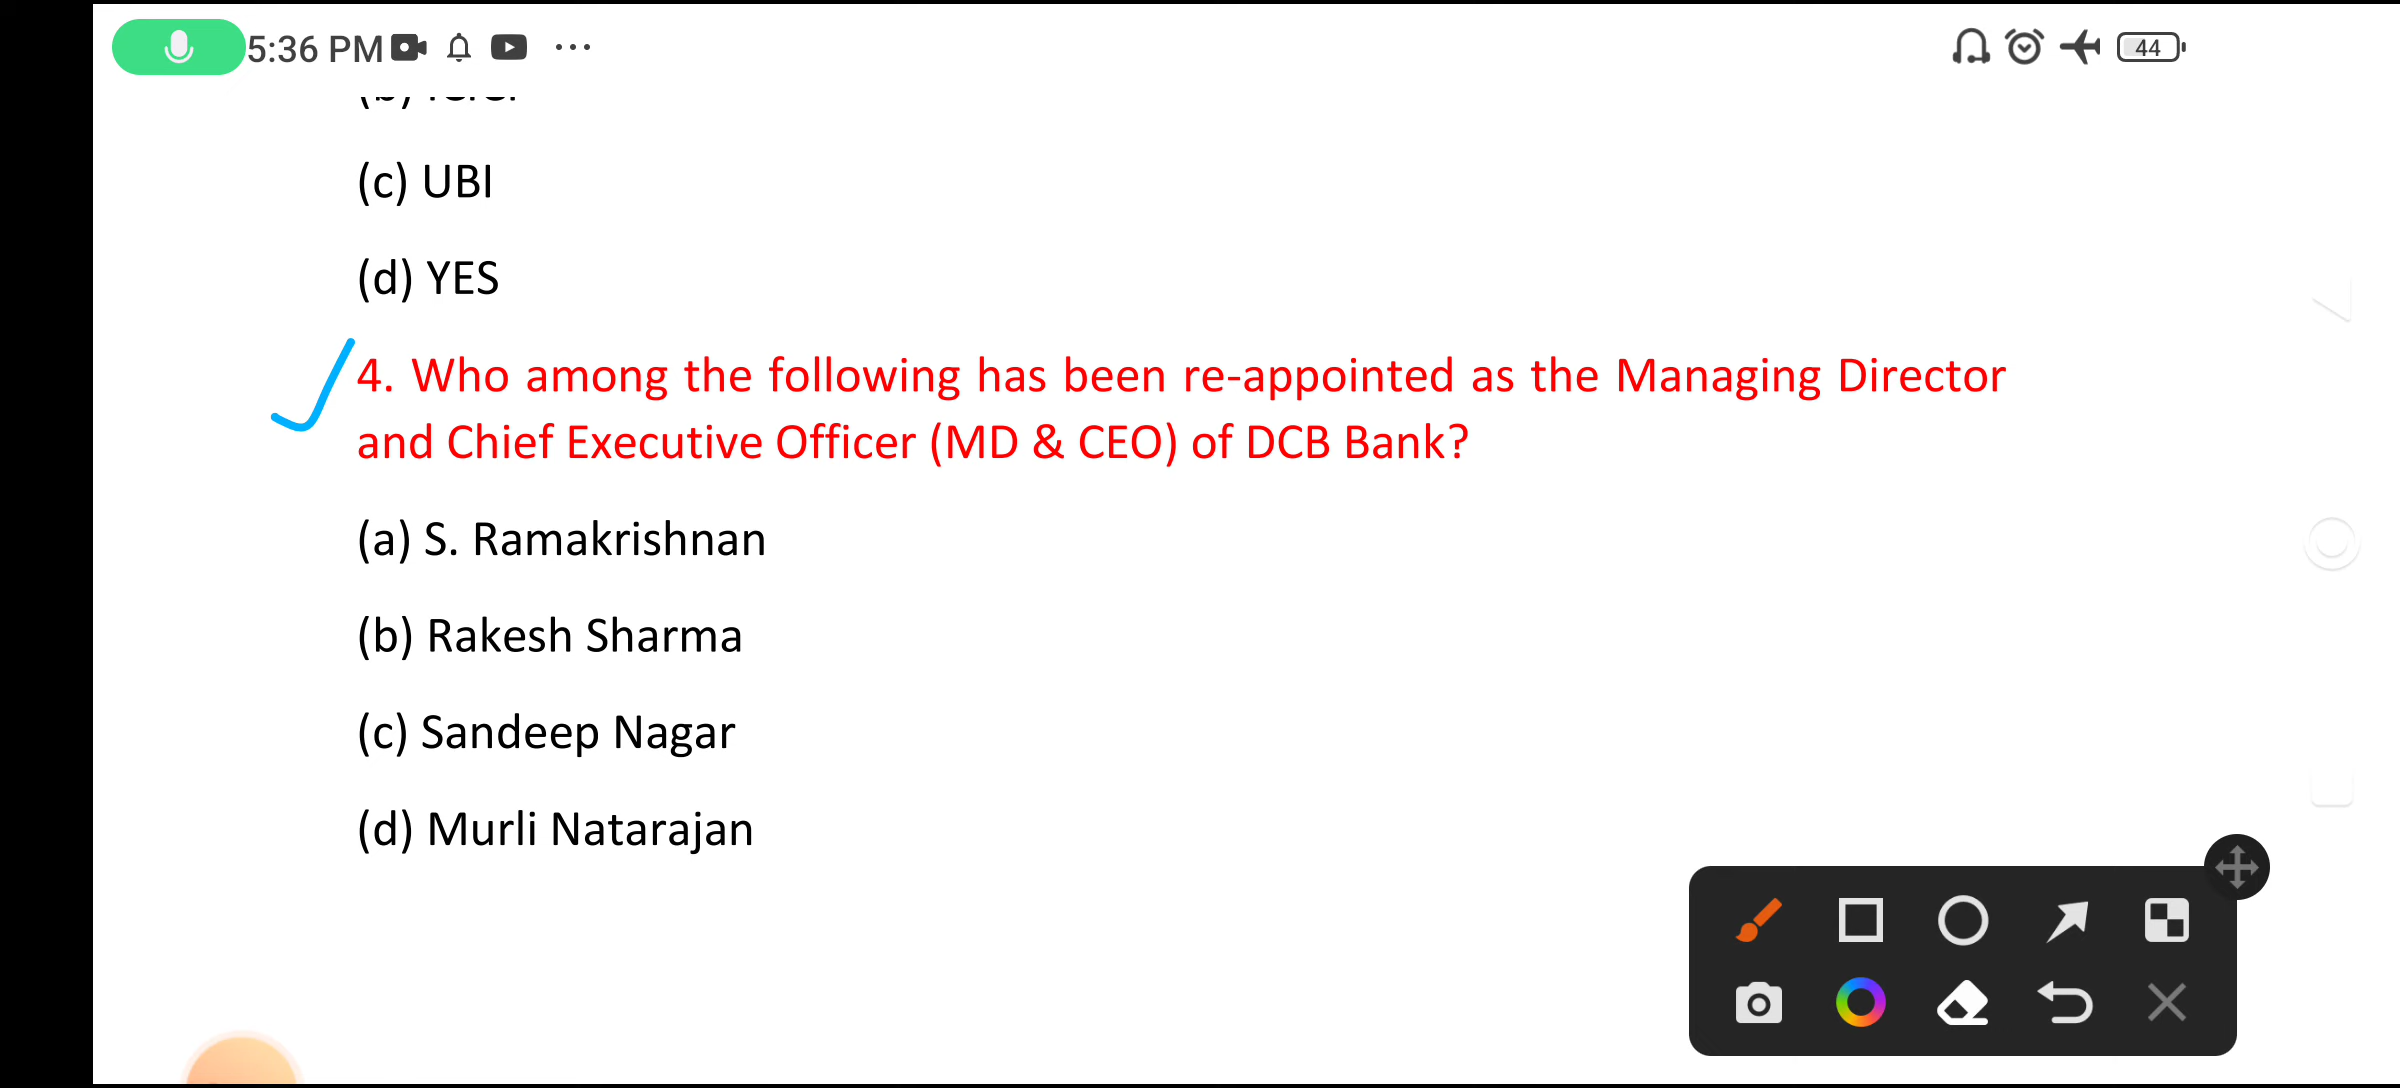 5:36 PM
44
(c) UBI
(d) YES
4. Who among the following has been re-appointed as the Managing Director
and Chief Executive Officer (MD & CEO) of DCB Bank?
(a) S. Ramakrishnan
(b) Rakesh Sharma
(c) Sandeep Nagar
(d) Murli Natarajan